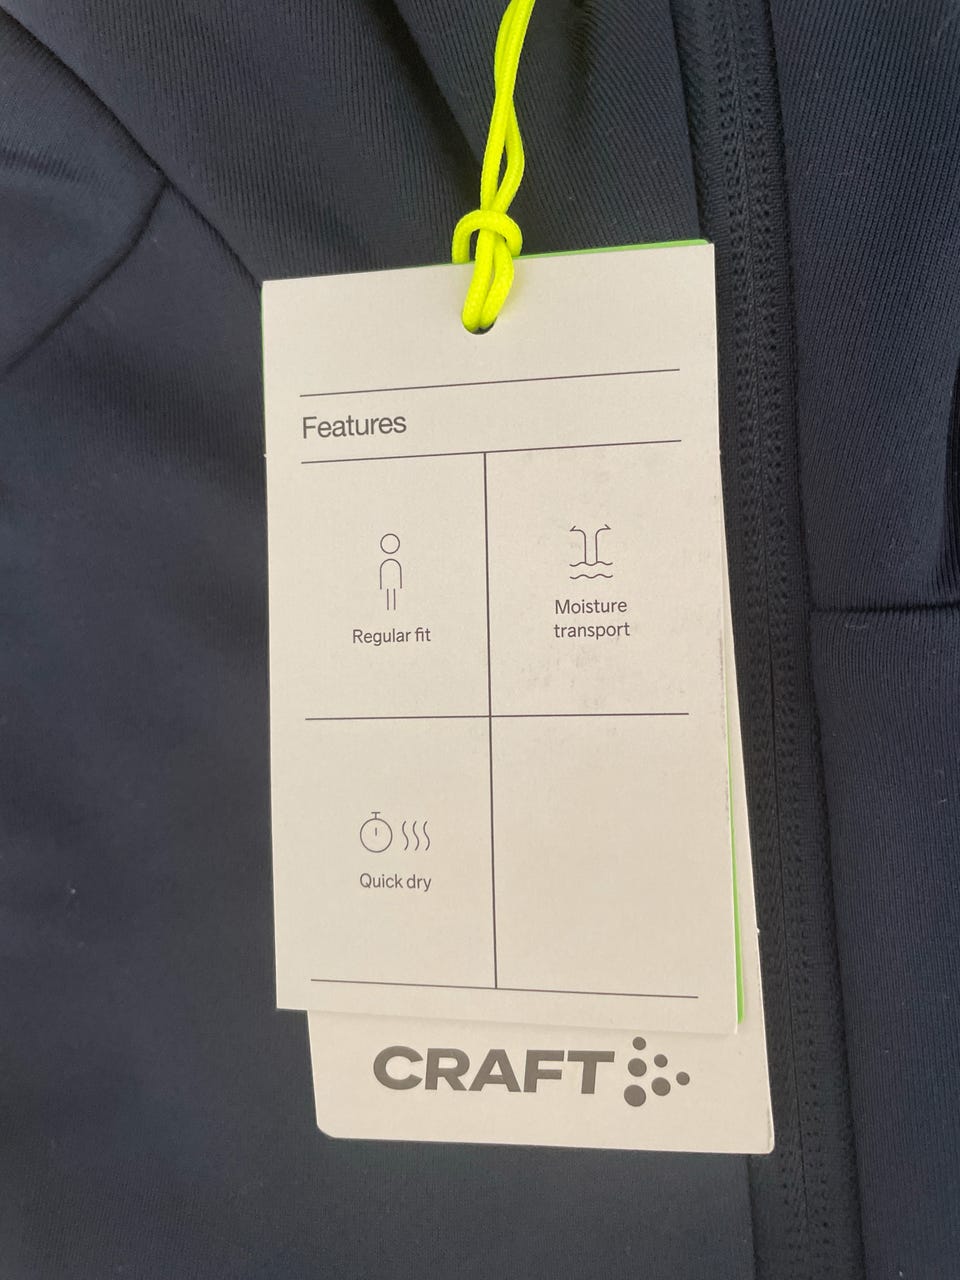 Features
Regular fit
Moisture
transport
Quick dry
CRAFT